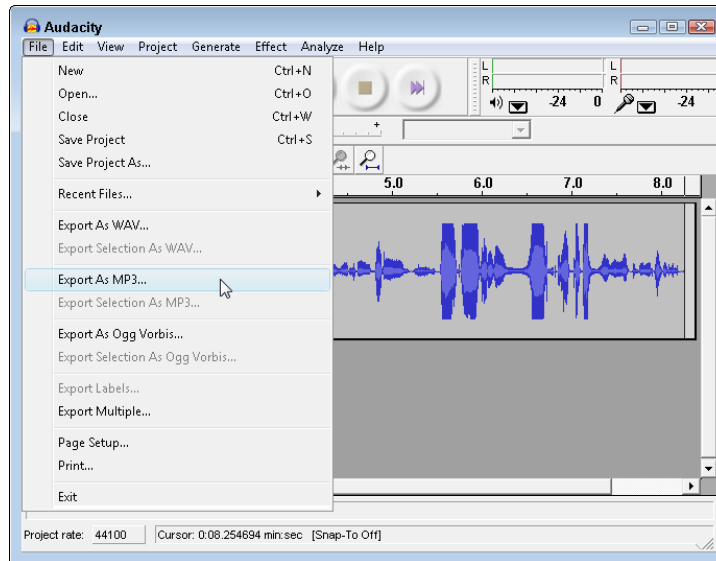 Audacity
File Edit View Project Generate Effect Analyze Help
New Ctrl+N
Open... Ctrl+O
Close Ctrl+W
Save Project Ctrl+S
Save Project As...
Recent Files...
Export As WAV...
Export Selection As WAV...
Export As MP3...
Export Selection As MP3...
Export As Ogg Vorbis...
Export Selection As Ogg Vorbis...
Export Labels...
Export Multiple...
Page Setup...
Print...
Exit
L
R
-24 0
L
R
-24
5.0 6.0 7.0 8.0
Project rate: 44100 Cursor: 0:08.254694 min:sec [Snap-To Off]